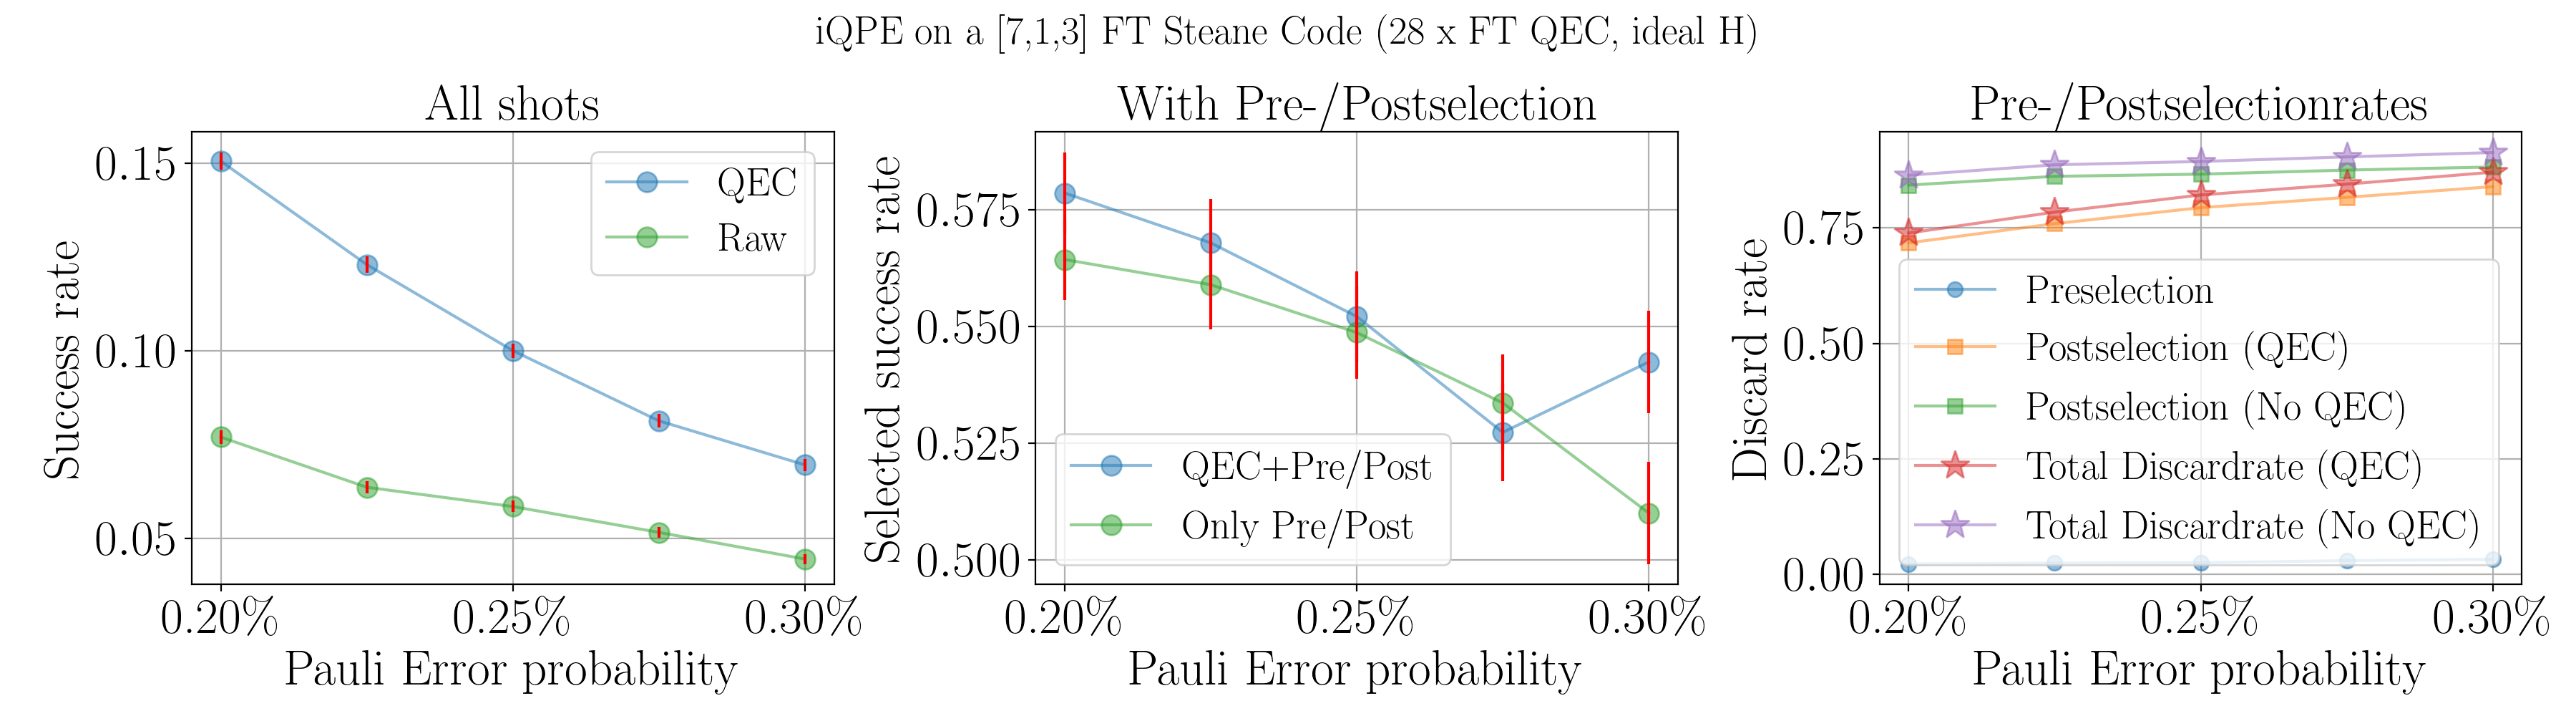 iQPE on a [7,1,3] FT Steane Code (28 x FT QEC, ideal H)
All shots
Success rate
0.15
0.10
0.05
QEC
Raw
0.20%
0.25%
0.30%
Pauli Error probability
With Pre-/Postselection
Selected success rate
0.575
0.550
0.525
0.500
QEC+Pre/Post
Only Pre/Post
0.20%
0.25%
0.30%
Pauli Error probability
Pre-/Postselectionrates
Discard rate
0.75
0.50
0.25
0.00
Preselection
Postselection (QEC)
Postselection (No QEC)
Total Discardrate (QEC)
Total Discardrate (No QEC)
0.20%
0.25%
0.30%
Pauli Error probability